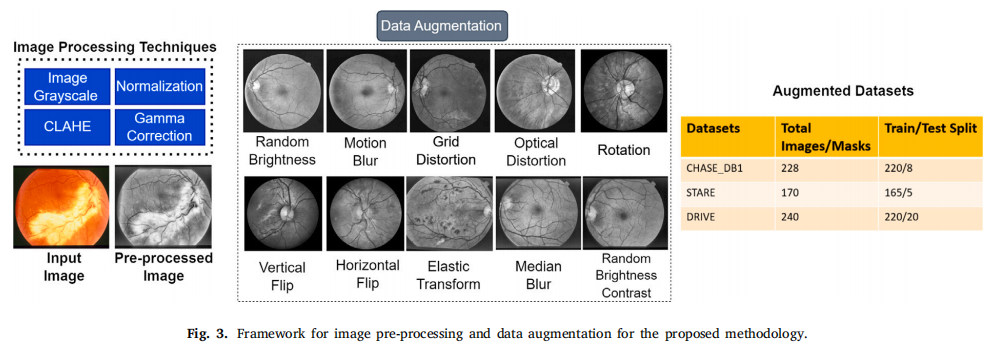 Data Augmentation
Image Processing Techniques
Image
Grayscale
Normalization
CLAHE
Gamma
Correction
Input
Image
Pre-processed
Image
Random
Brightness
Motion
Blur
Grid
Distortion
Optical
Distortion
Rotation
Vertical
Flip
Horizontal
Flip
Elastic
Transform
Median
Blur
Random
Brightness
Contrast
Augmented Datasets
Datasets Total Images/Masks Train/Test Split
CHASE_DB1 228 220/8
STARE 170 165/5
DRIVE 240 220/20
Fig. 3. Framework for image pre-processing and data augmentation for the proposed methodology.